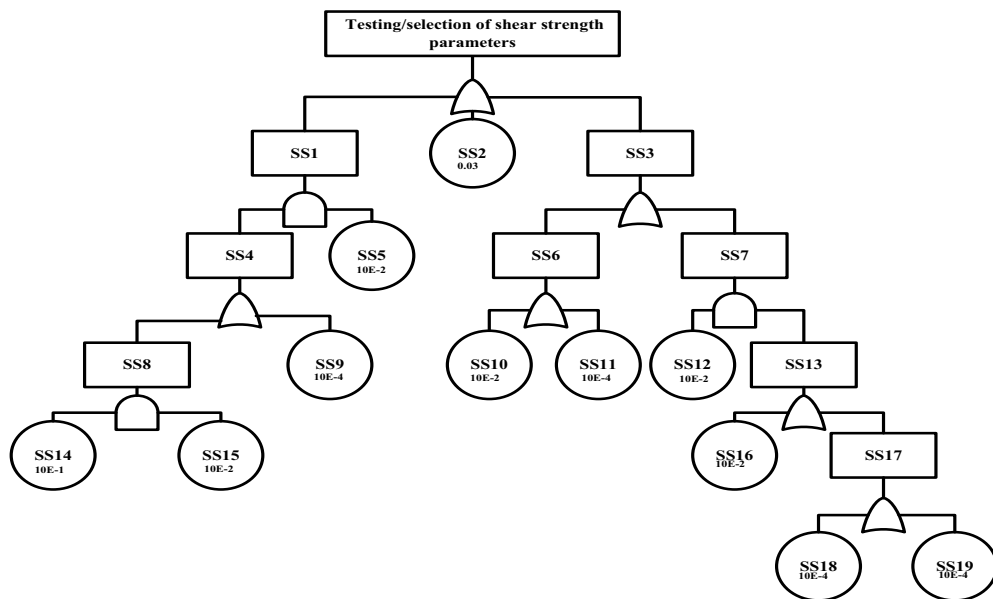 Testing/selection of shear strength
parameters
SS1
SS2
0.03
SS3
SS4
SS5
10E-2
SS6
SS7
SS8
SS9
10E-4
SS10
10E-2
SS11
10E-4
SS12
10E-2
SS13
SS14
10E-1
SS15
10E-2
SS16
10E-2
SS17
SS18
10E-4
SS19
10E-4